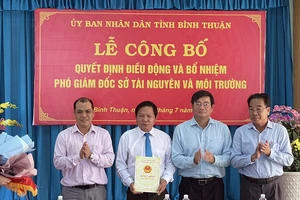 ỦY BAN NHÂN DÂN TỈNH BÌNH THUẬN
LỄ CÔNG BỐ
QUYẾT ĐỊNH ĐIỀU ĐỘNG VÀ BỔ NHIỆM
PHÓ GIÁM ĐỐC SỞ TÀI NGUYÊN VÀ MÔI TRƯỜNG
Bình Thuận,
tháng 7 năm